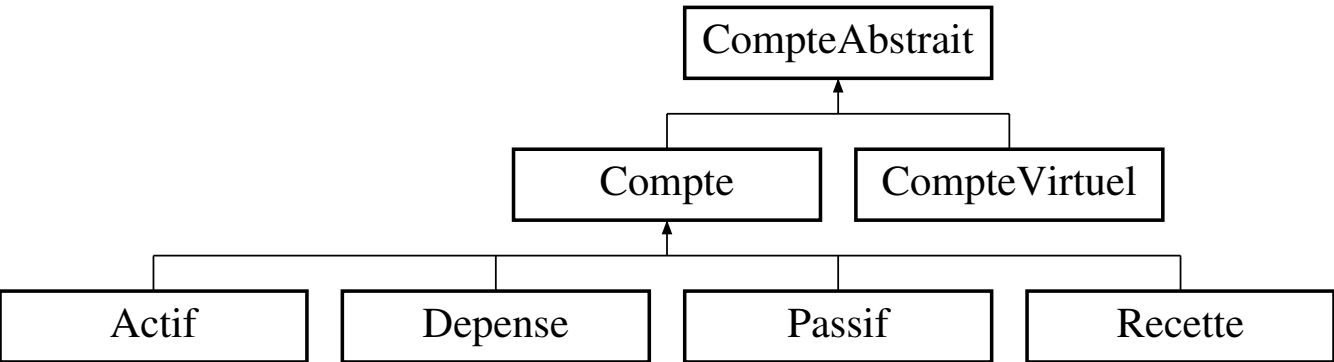 CompteAbstrait
Compte
CompteVirtuel
Actif
Depense
Passif
Recette